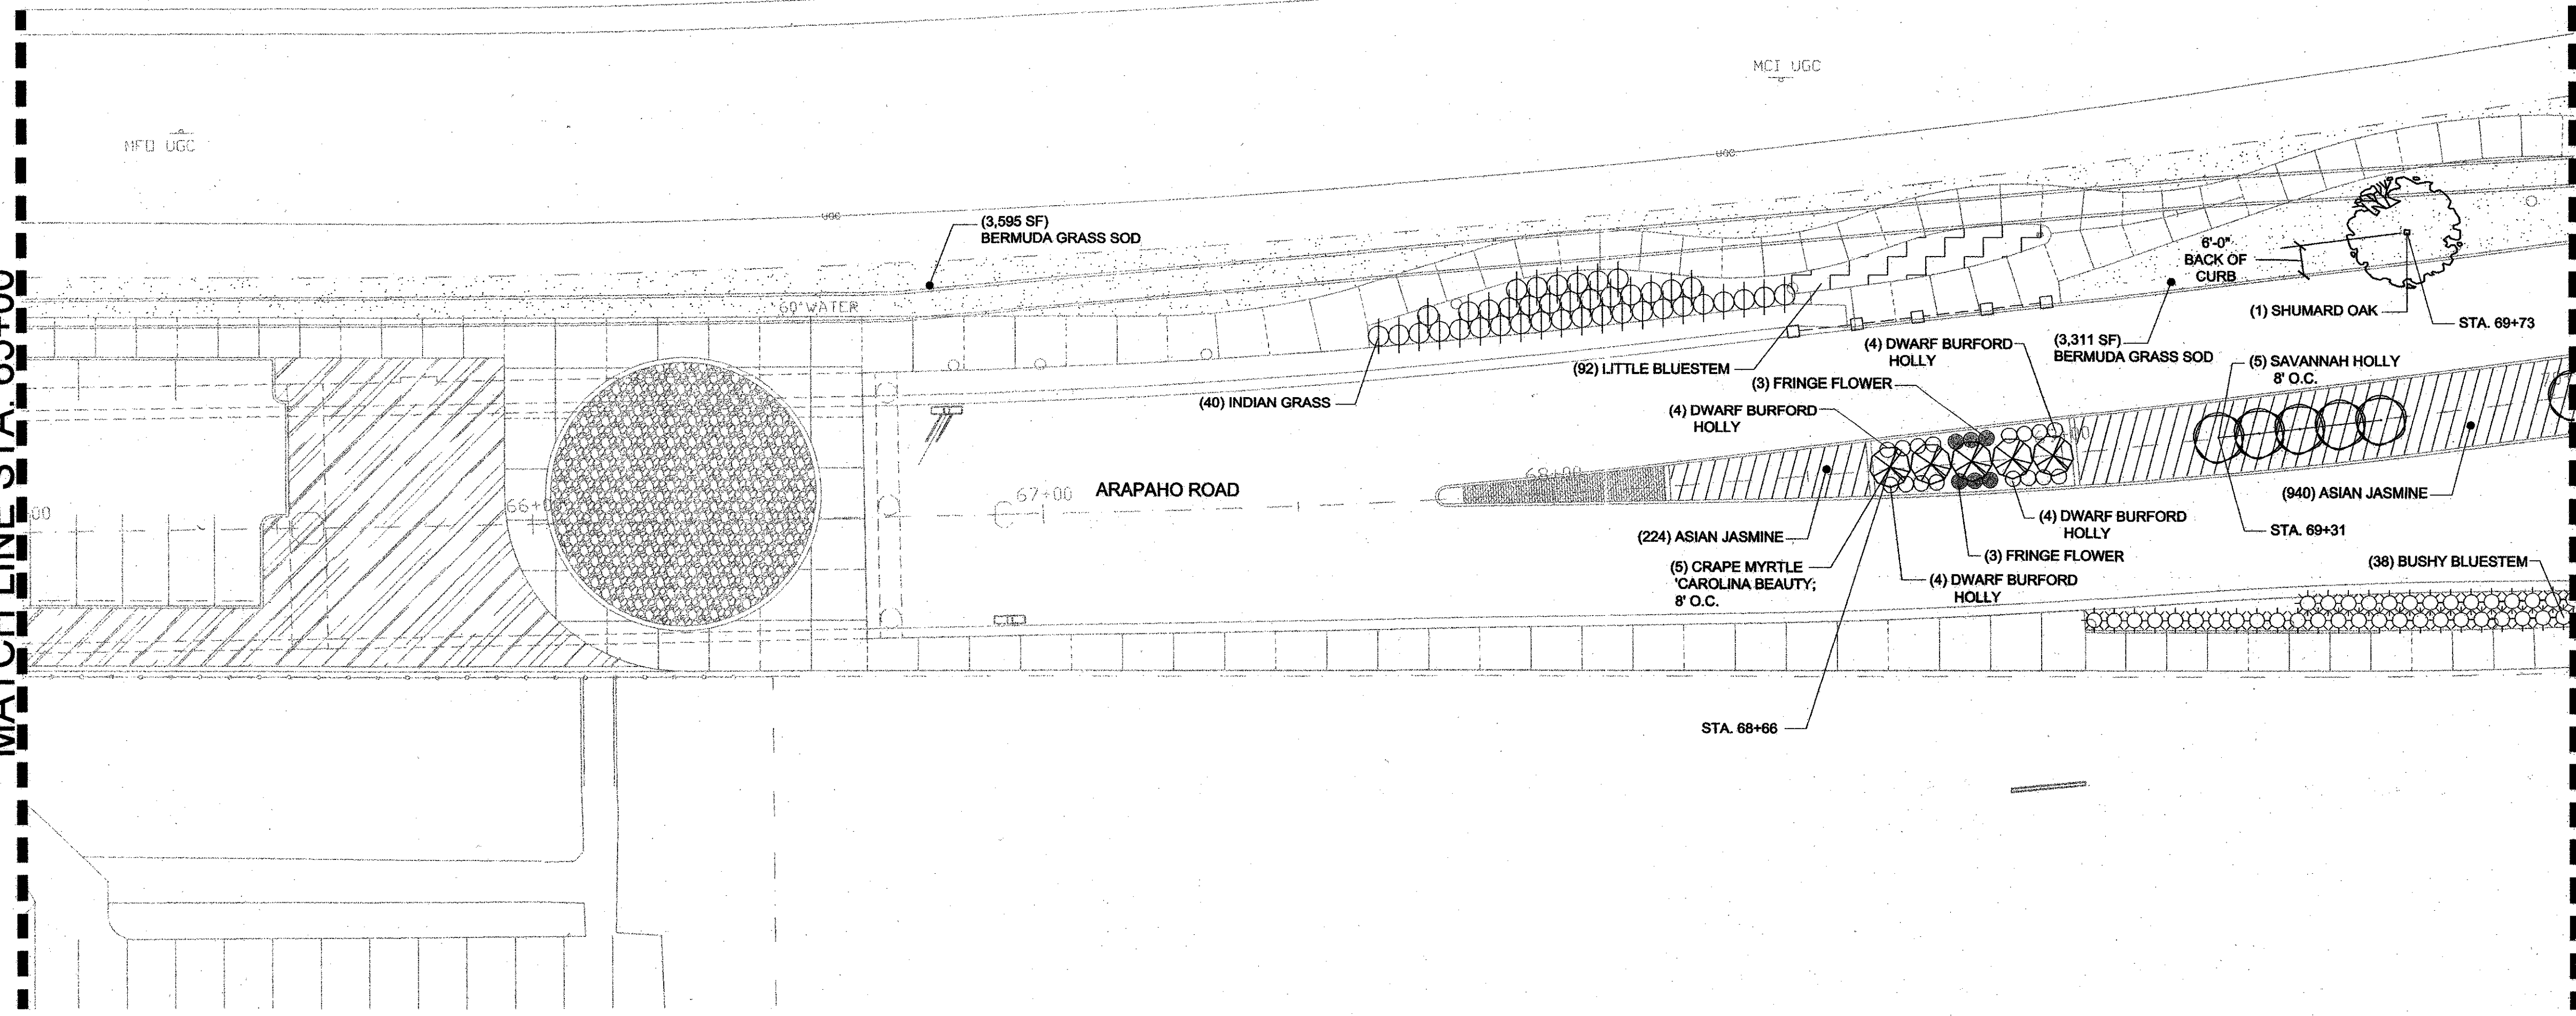 MCI UGC
MFO UGC
UGC
UGC
(3,595 SF)
BERMUDA GRASS SOD
60" WATER
6'-0"
BACK OF
CURB
(1) SHUMARD OAK
STA. 69+73
(3,311 SF)
BERMUDA GRASS SOD
(4) DWARF BURFORD
HOLLY
(92) LITTLE BLUESTEM
(3) FRINGE FLOWER
(40) INDIAN GRASS
(4) DWARF BURFORD
HOLLY
(5) SAVANNAH HOLLY
8' O.C.
MATCH LINE STA. 65+00
66+00
67+00
ARAPAHO ROAD
68+00
(940) ASIAN JASMINE
STA. 69+31
(4) DWARF BURFORD
HOLLY
(224) ASIAN JASMINE
(3) FRINGE FLOWER
(5) CRAPE MYRTLE
'CAROLINA BEAUTY;
8' O.C.
(4) DWARF BURFORD
HOLLY
(38) BUSHY BLUESTEM
STA. 68+66